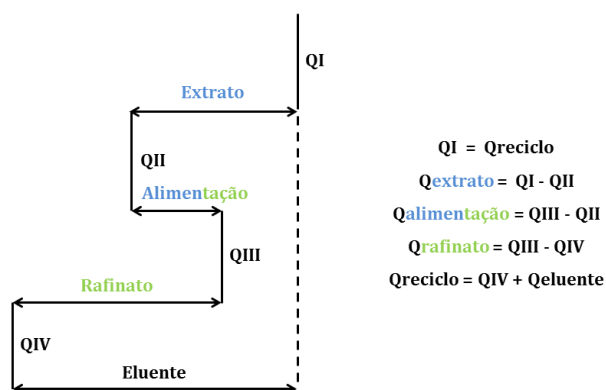 QI
Extrato
QII
Alimentação
QIII
Rafinato
QIV
Eluente
QI = Qreciclo
Qextrato = QI - QII
Qalimentação = QIII - QII
Qrafinato = QIII - QIV
Qreciclo = QIV + Qeluente